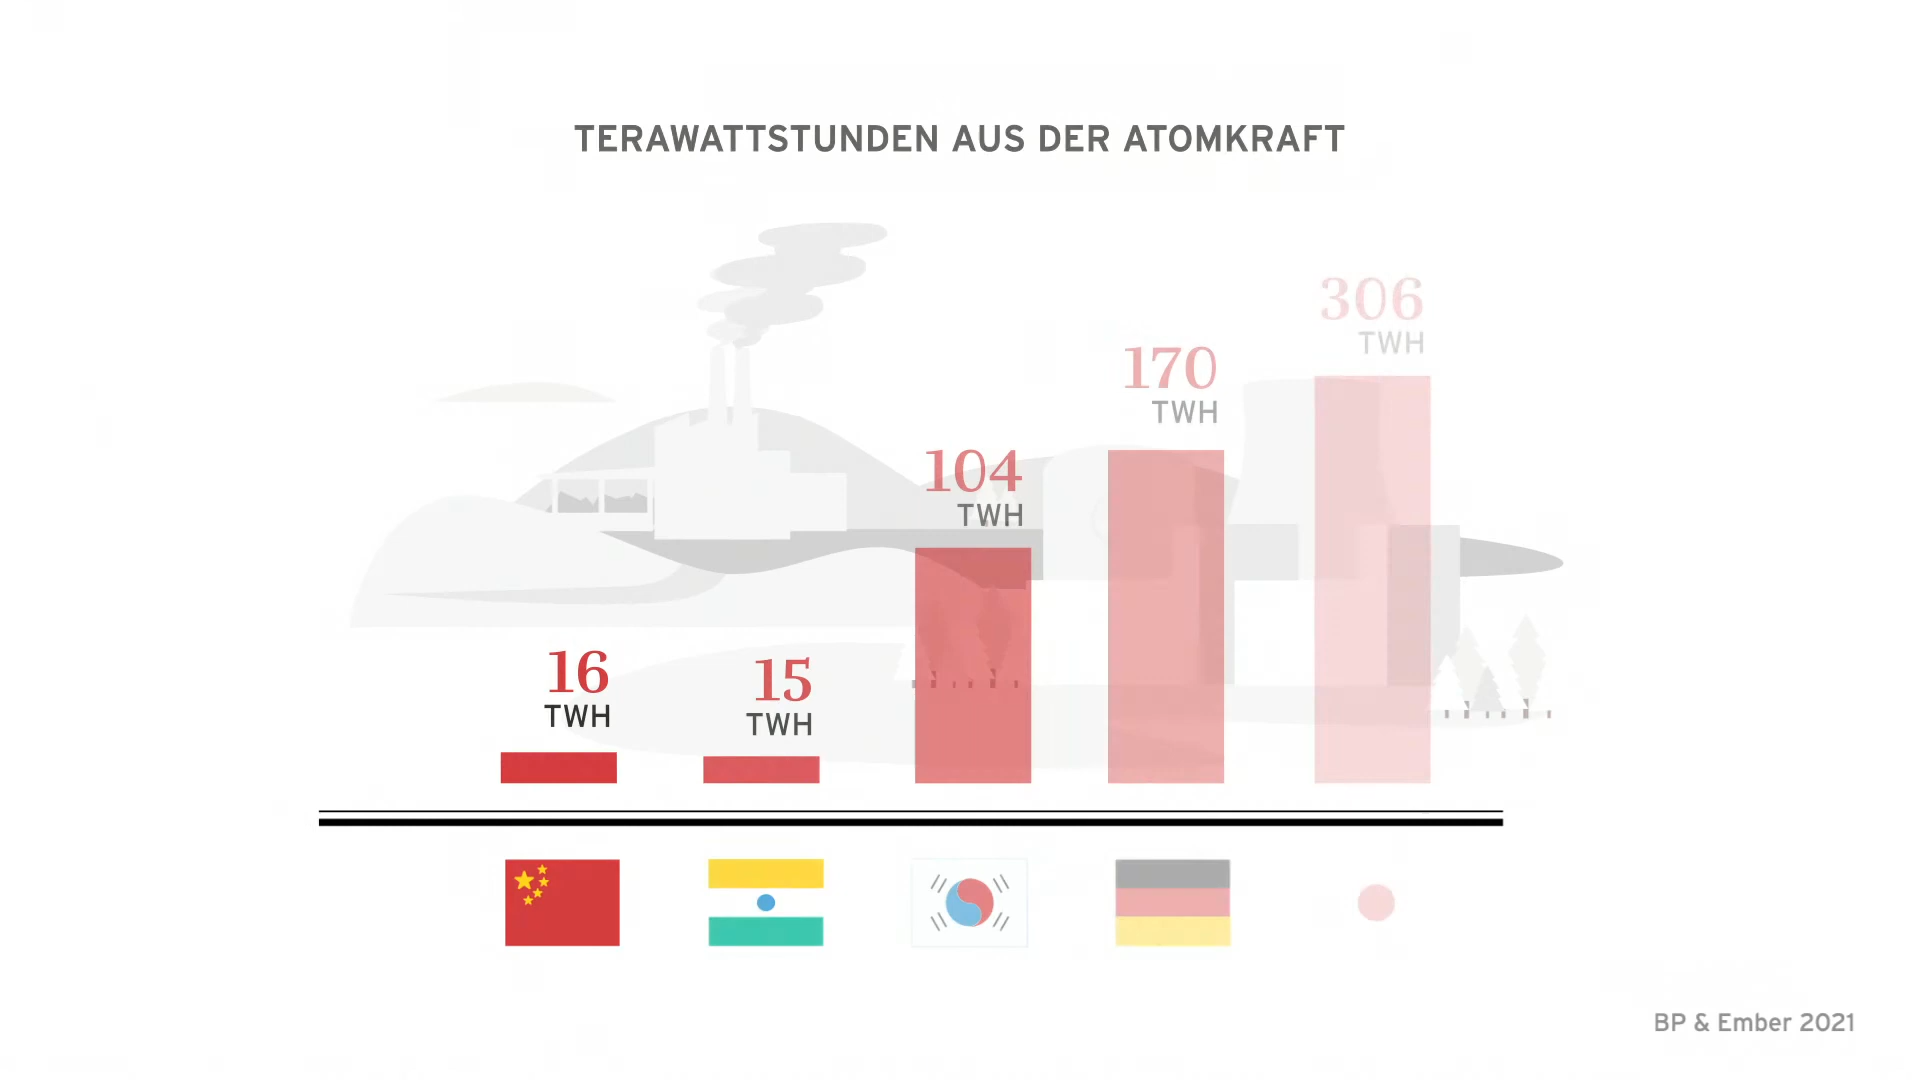 TERAWATTSTUNDEN AUS DER ATOMKRAFT
16
TWH
15
TWH
104
TWH
170
TWH
306
TWH
BP & Ember 2021